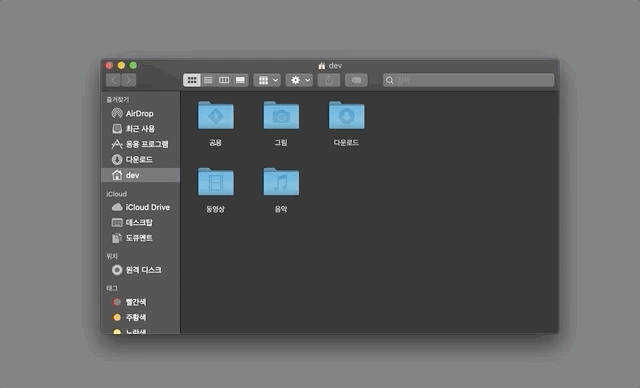 dev
검색
즐겨찾기
AirDrop
최근 사용
응용 프로그램
다운로드
dev
iCloud
iCloud Drive
데스크탑
도큐멘트
위치
원격 디스크
태그
빨간색
주황색
노란색
공용
그림
다운로드
동영상
음악